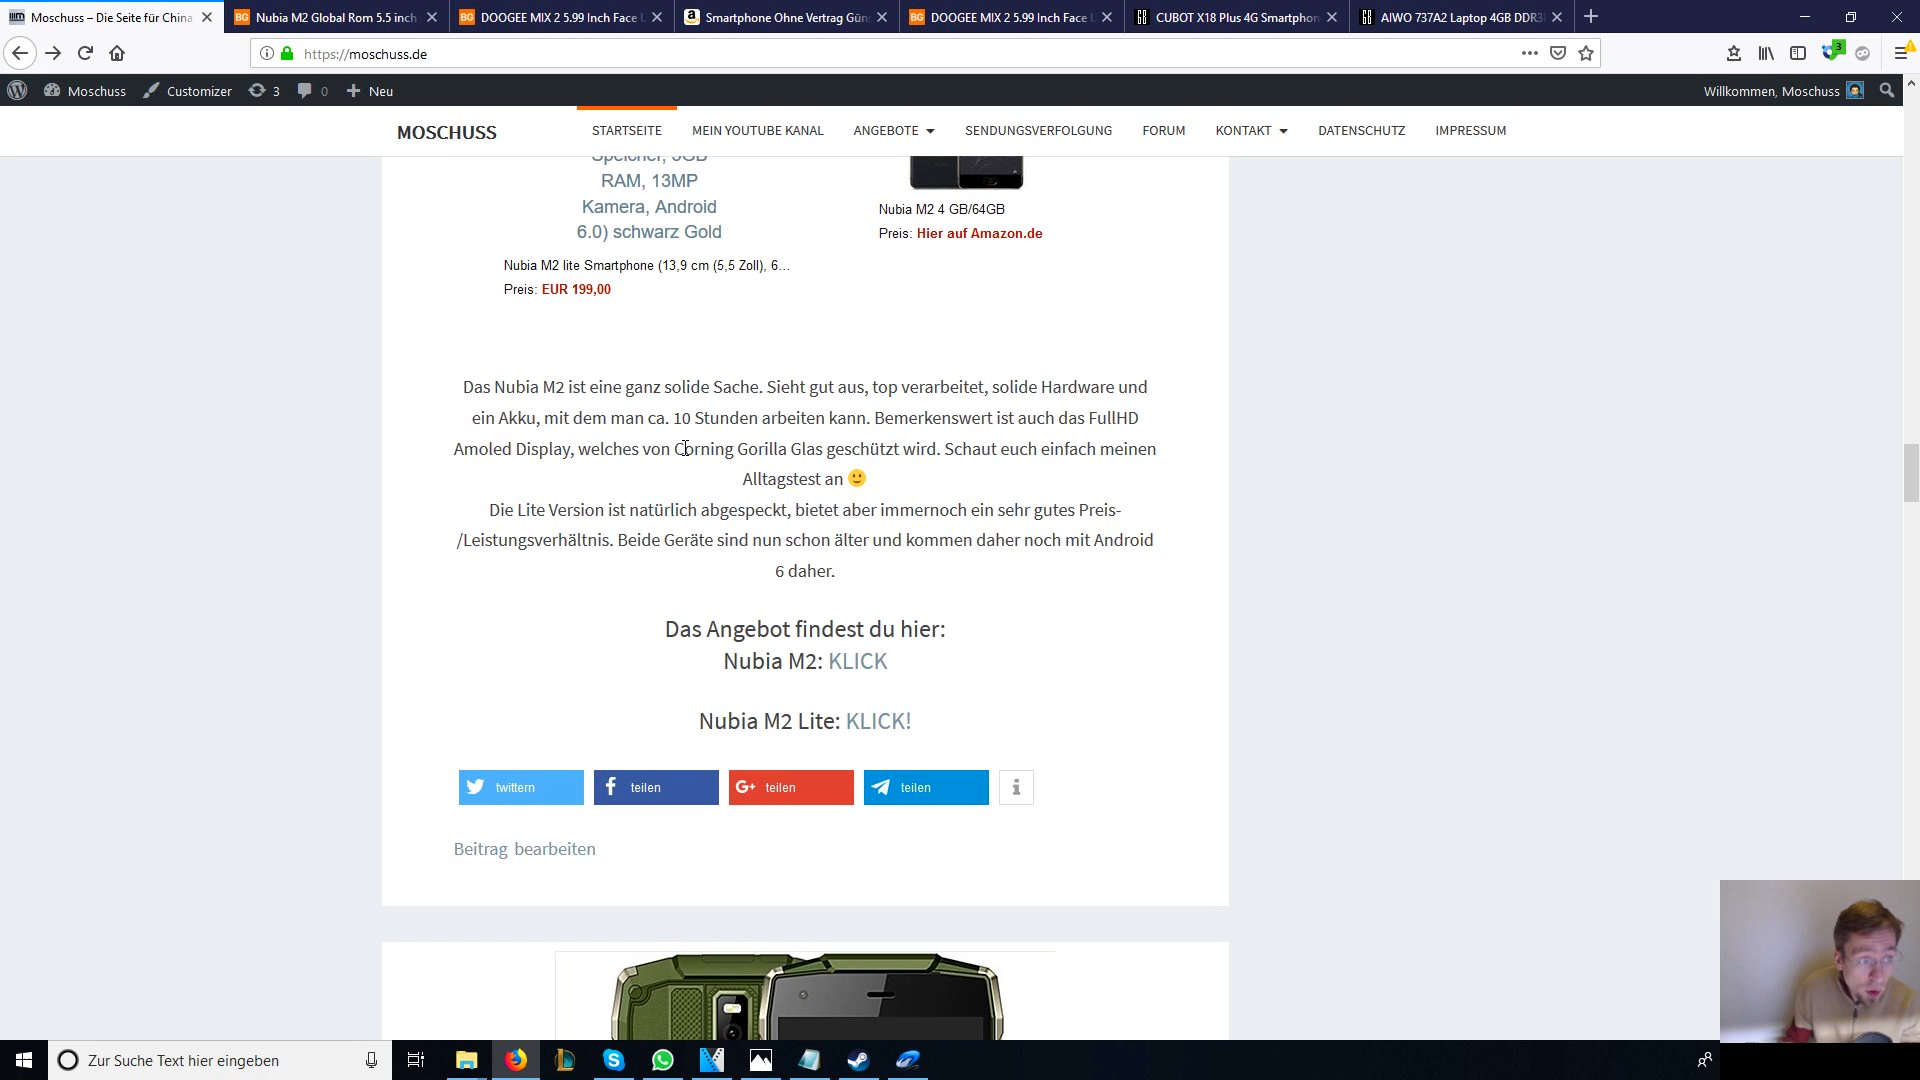 Moschuss – Die Seite für China
Nubia M2 Global Rom 5.5 inch
DOOGEE MIX 2 5.99 Inch Face
Smartphone Ohne Vertrag Gün
DOOGEE MIX 2 5.99 Inch Face
CUBOT X18 Plus 4G Smartphon
AIWO 737A2 Laptop 4GB DDR3
https://moschuss.de
3
Moschuss
Customizer
3
0
Neu
Willkommen, Moschuss
MOSCHUSS
STARTSEITE
MEIN YOUTUBE KANAL
ANGEBOTE
SENDUNGSVERFOLGUNG
FORUM
KONTAKT
DATENSCHUTZ
IMPRESSUM
Speicher, 3GB
RAM, 13MP
Kamera, Android
6.0) schwarz Gold
Nubia M2 lite Smartphone (13,9 cm (5,5 Zoll), 6...
Preis: EUR 199,00
Nubia M2 4 GB/64GB
Preis: Hier auf Amazon.de
Das Nubia M2 ist eine ganz solide Sache. Sieht gut aus, top verarbeitet, solide Hardware und
ein Akku, mit dem man ca. 10 Stunden arbeiten kann. Bemerkenswert ist auch das FullHD
Amoled Display, welches von Corning Gorilla Glas geschützt wird. Schaut euch einfach meinen
Alltagstest an 🙂
Die Lite Version ist natürlich abgespeckt, bietet aber immernoch ein sehr gutes Preis-
/Leistungsverhältnis. Beide Geräte sind nun schon älter und kommen daher noch mit Android
6 daher.
Das Angebot findest du hier:
Nubia M2: KLICK
Nubia M2 Lite: KLICK!
twittern
teilen
teilen
teilen
Beitrag bearbeiten
Zur Suche Text hier eingeben